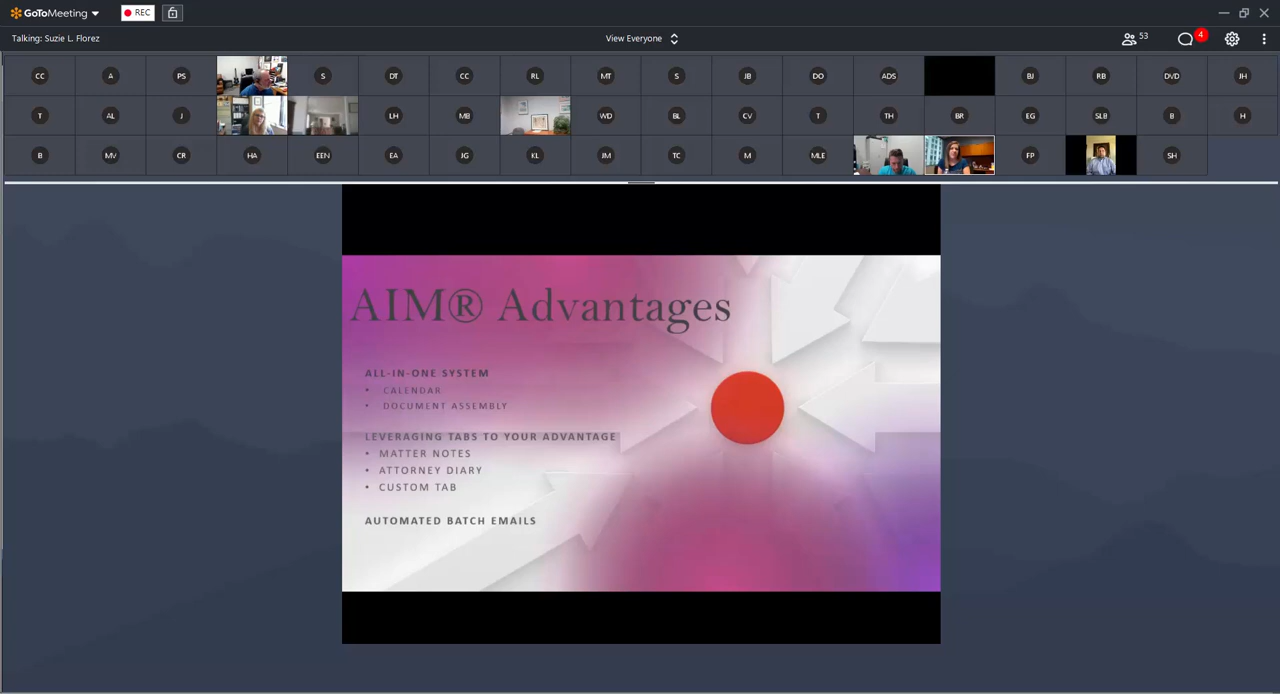 GoToMeeting
REC
Talking: Suzie L. Florez
View Everyone
53
4
CC A PS S DT CC RL MT S JB DO ADS BJ RB DVD JH
T AL J LH MB WD BL CV T TH BR EG SLB B H
B MV CR HA EEN EA JG KL JM TC M MLE FP SH
AIM® Advantages
ALL-IN-ONE SYSTEM
• CALENDAR
• DOCUMENT ASSEMBLY
LEVERAGING TABS TO YOUR ADVANTAGE
• MATTER NOTES
• ATTORNEY DIARY
• CUSTOM TAB
AUTOMATED BATCH EMAILS